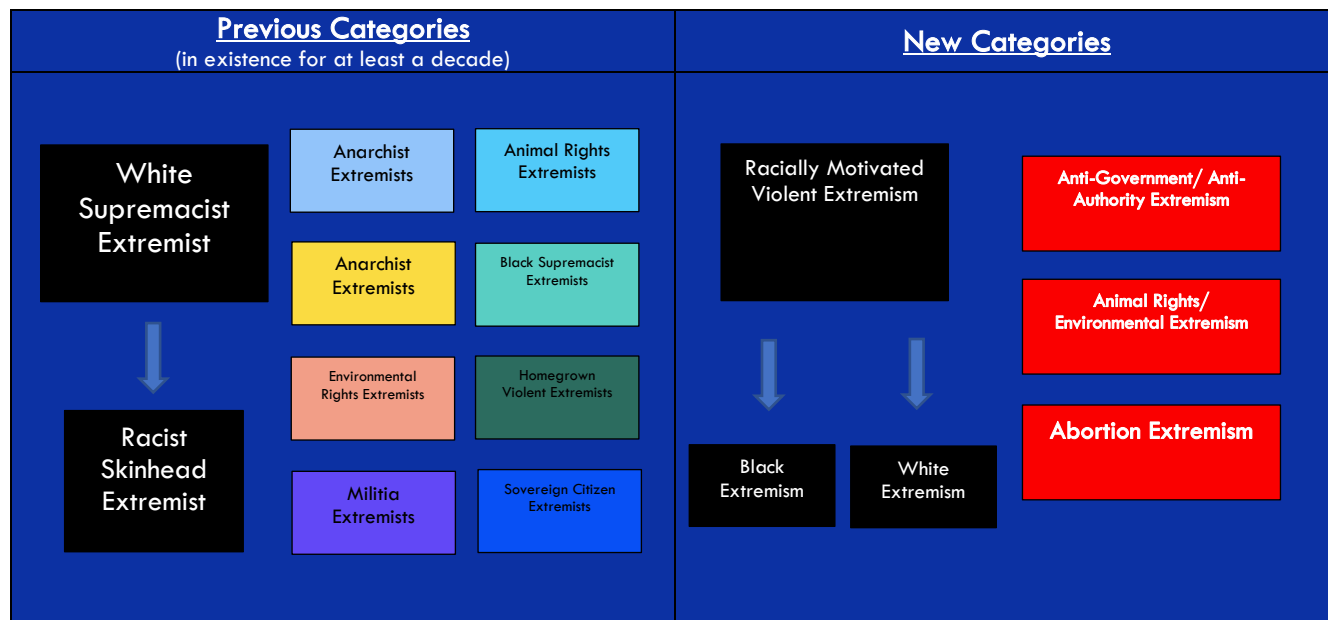 Previous Categories
(in existence for at least a decade)
New Categories
White
Supremacist
Extremist
Racist
Skinhead
Extremist
Anarchist
Extremists
Animal Rights
Extremists
Anarchist
Extremists
Black Supremacist
Extremists
Environmental
Rights Extremists
Homegrown
Violent Extremists
Militia
Extremists
Sovereign Citizen
Extremists
Racially Motivated
Violent Extremism
Black
Extremism
White
Extremism
Anti-Government/ Anti-
Authority Extremism
Animal Rights/
Environmental Extremism
Abortion Extremism